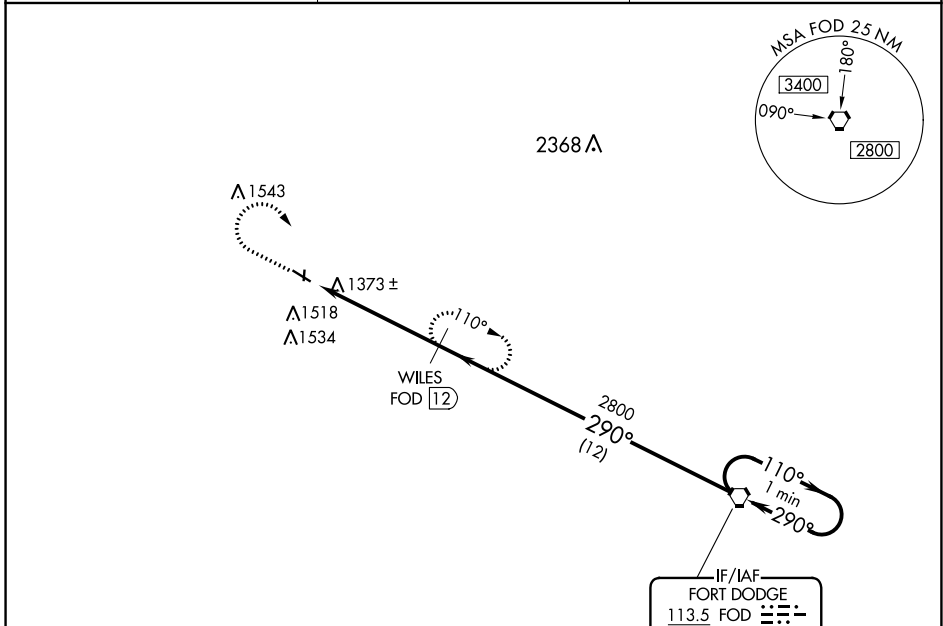 MSA FOD 25 NM
180°
3400
090°
2800
2368
1543
1373 ±
1518
1534
110°
WILES
FOD 12
2800
290°
(12)
110°
1 min
290°
IF/IAF
FORT DODGE
113.5 FOD